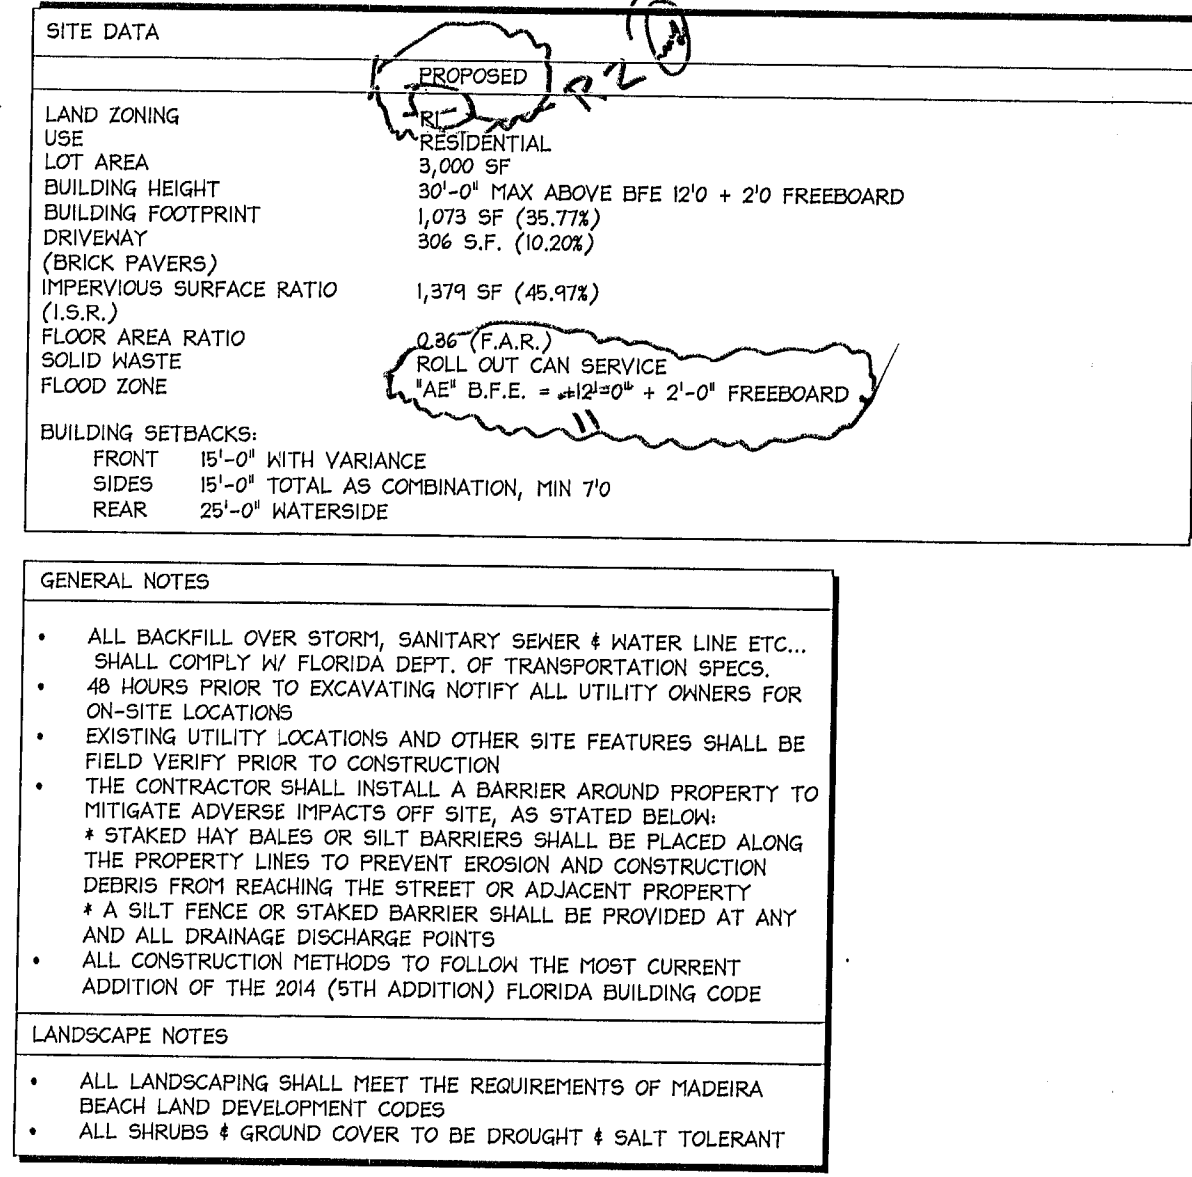 SITE DATA
PROPOSED
R2
LAND ZONING R1
USE RESIDENTIAL
LOT AREA 3,000 SF
BUILDING HEIGHT 30'-0" MAX ABOVE BFE 12'0 + 2'0 FREEBOARD
BUILDING FOOTPRINT 1,073 SF (35.77%)
DRIVEWAY 306 S.F. (10.20%)
(BRICK PAVERS)
IMPERVIOUS SURFACE RATIO 1,379 SF (45.97%)
(I.S.R.)
FLOOR AREA RATIO 0.36 (F.A.R.)
SOLID WASTE ROLL OUT CAN SERVICE
FLOOD ZONE "AE" B.F.E. = +12'-0" + 2'-0" FREEBOARD
11
BUILDING SETBACKS:
FRONT 15'-0" WITH VARIANCE
SIDES 15'-0" TOTAL AS COMBINATION, MIN 7'0
REAR 25'-0" WATERSIDE
GENERAL NOTES
• ALL BACKFILL OVER STORM, SANITARY SEWER & WATER LINE ETC...
SHALL COMPLY W/ FLORIDA DEPT. OF TRANSPORTATION SPECS.
• 48 HOURS PRIOR TO EXCAVATING NOTIFY ALL UTILITY OWNERS FOR
ON-SITE LOCATIONS
• EXISTING UTILITY LOCATIONS AND OTHER SITE FEATURES SHALL BE
FIELD VERIFY PRIOR TO CONSTRUCTION
• THE CONTRACTOR SHALL INSTALL A BARRIER AROUND PROPERTY TO
MITIGATE ADVERSE IMPACTS OFF SITE, AS STATED BELOW:
* STAKED HAY BALES OR SILT BARRIERS SHALL BE PLACED ALONG
THE PROPERTY LINES TO PREVENT EROSION AND CONSTRUCTION
DEBRIS FROM REACHING THE STREET OR ADJACENT PROPERTY
* A SILT FENCE OR STAKED BARRIER SHALL BE PROVIDED AT ANY
AND ALL DRAINAGE DISCHARGE POINTS
• ALL CONSTRUCTION METHODS TO FOLLOW THE MOST CURRENT
ADDITION OF THE 2014 (5TH ADDITION) FLORIDA BUILDING CODE
LANDSCAPE NOTES
• ALL LANDSCAPING SHALL MEET THE REQUIREMENTS OF MADEIRA
BEACH LAND DEVELOPMENT CODES
• ALL SHRUBS & GROUND COVER TO BE DROUGHT & SALT TOLERANT